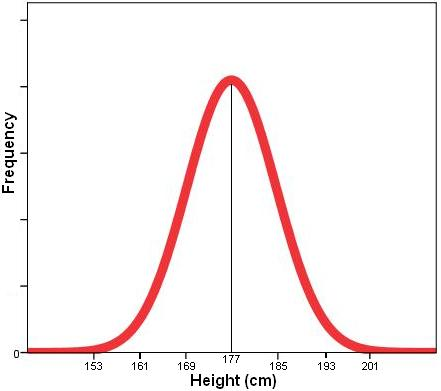 Frequency
0
153 161 169 177 185 193 201
Height (cm)